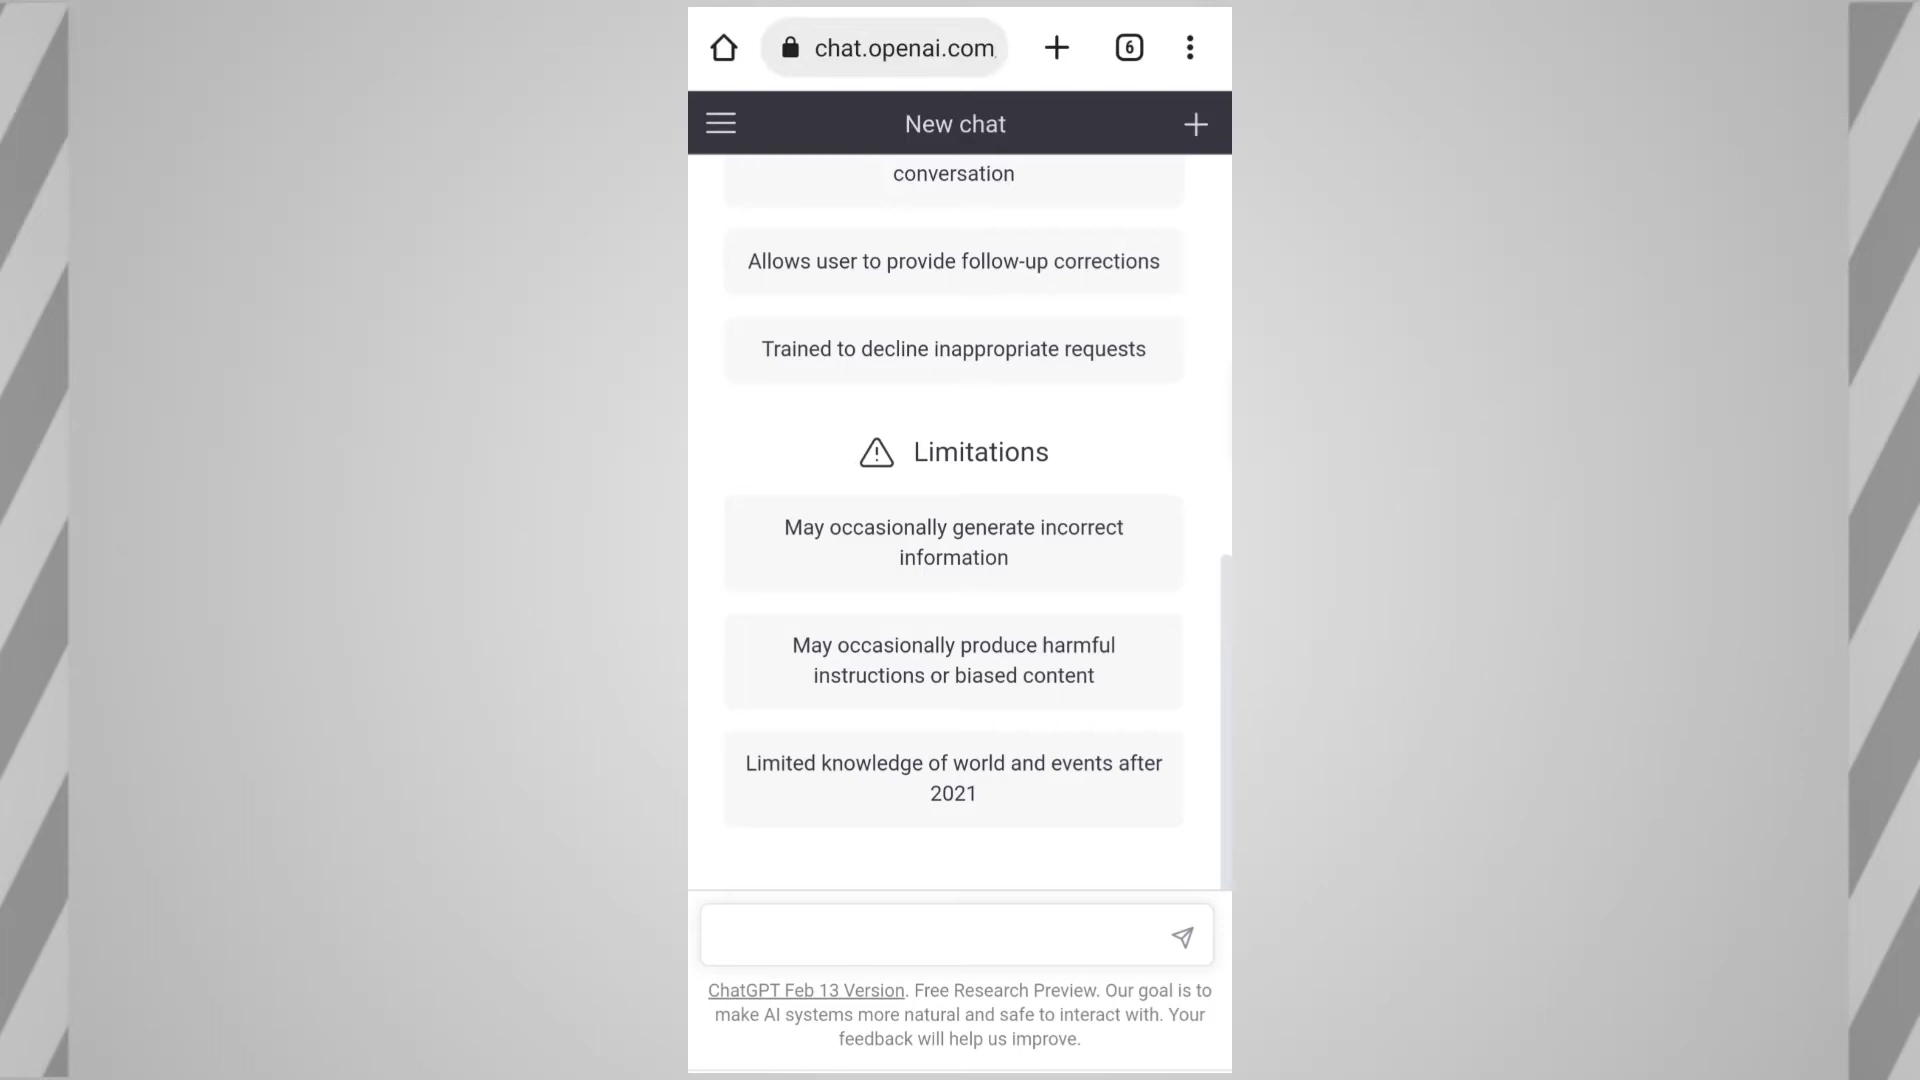 chat.openai.com
6
New chat
conversation
Allows user to provide follow-up corrections
Trained to decline inappropriate requests
Limitations
May occasionally generate incorrect
information
May occasionally produce harmful
instructions or biased content
Limited knowledge of world and events after
2021
ChatGPT Feb 13 Version. Free Research Preview. Our goal is to
make AI systems more natural and safe to interact with. Your
feedback will help us improve.